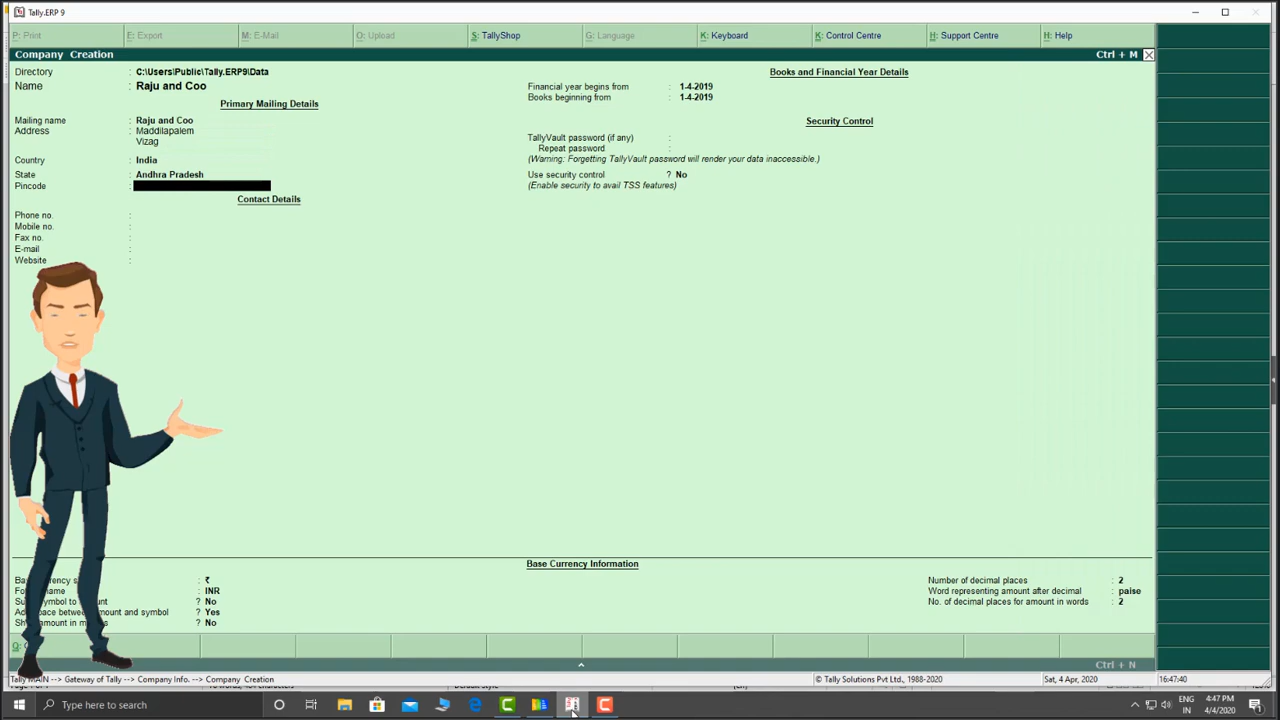 Tally.ERP 9
P: Print
E: Export
M: E-Mail
O: Upload
S: TallyShop
G: Language
K: Keyboard
K: Control Centre
H: Support Centre
H: Help
Company Creation
Ctrl + M
Directory : C:\Users\Public\Tally.ERP9\Data
Name : Raju and Coo
Primary Mailing Details
Mailing name : Raju and Coo
Address : Maddilapalem
Vizag
Country : India
State : Andhra Pradesh
Pincode :
Contact Details
Phone no. :
Mobile no. :
Fax no. :
E-mail :
Website :
Books and Financial Year Details
Financial year begins from : 1-4-2019
Books beginning from : 1-4-2019
Security Control
TallyVault password (if any) :
Repeat password :
(Warning: Forgetting TallyVault password will render your data inaccessible.)
Use security control ? No
(Enable security to avail TSS features)
Base Currency Information
: ₹
: INR
? No
amount and symbol ? Yes
amount in ? No
Number of decimal places : 2
Word representing amount after decimal : paise
No. of decimal places for amount in words : 2
Q:
Ctrl + N
Tally MAIN --> Gateway of Tally --> Company Info. --> Company Creation
© Tally Solutions Pvt Ltd., 1988-2020
Sat, 4 Apr, 2020
16:47:40
Type here to search
ENG
IN
4:47 PM
4/4/2020